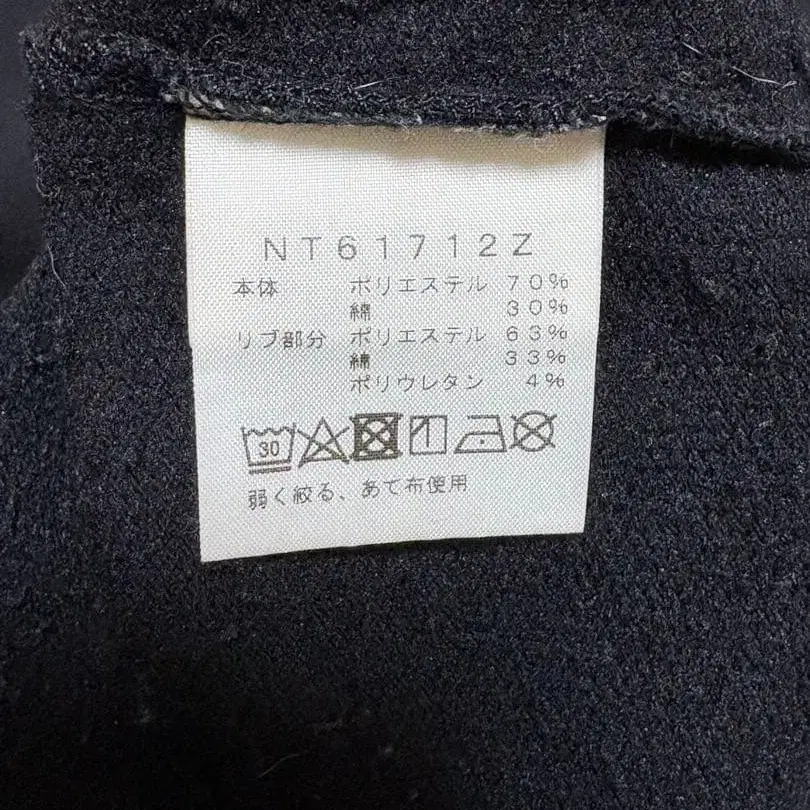 NT61712Z
本体 ポリエステル 70%
綿 30%
リブ部分 ポリエステル 63%
綿 33%
ポリウレタン 4%
30
弱く絞る、あて布使用